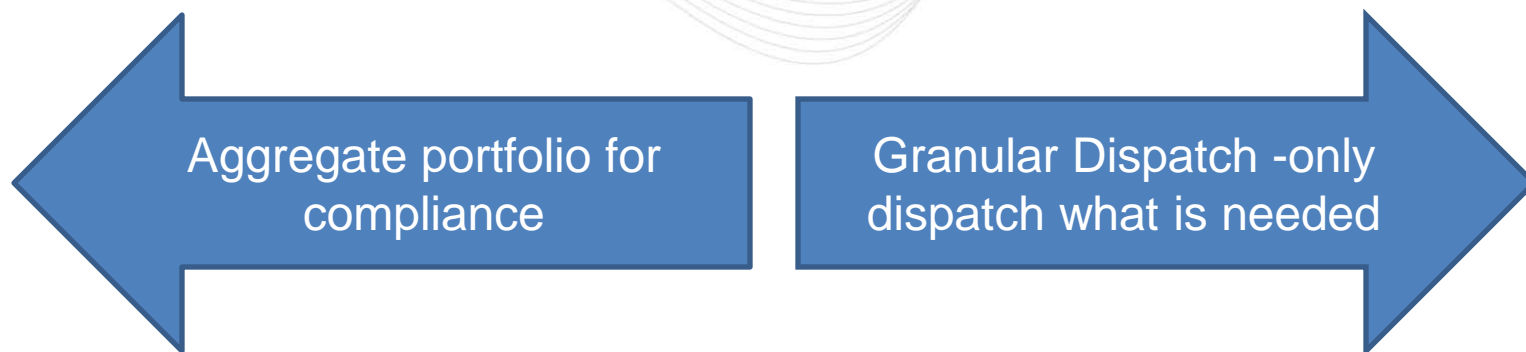 Aggregate portfolio for
compliance
Granular Dispatch -only
dispatch what is needed